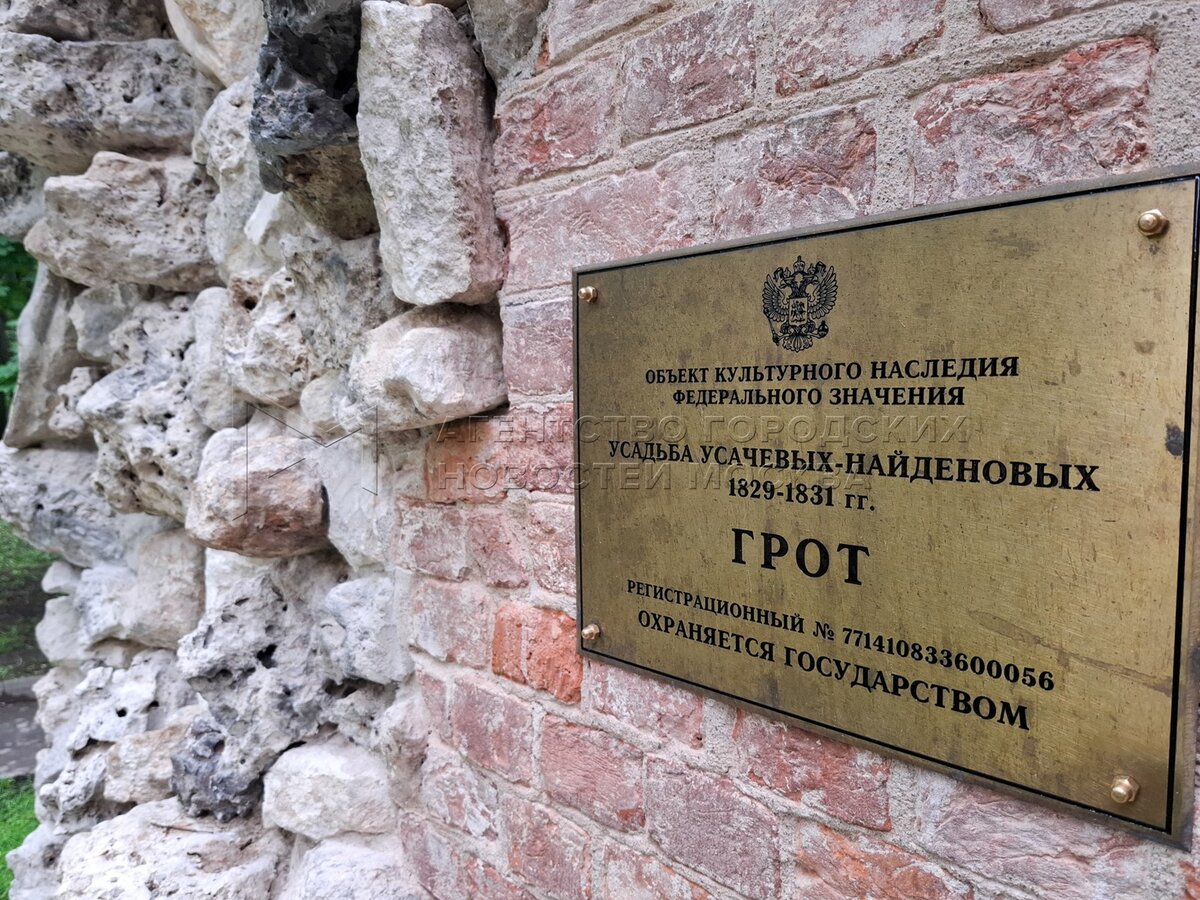 ОБЪЕКТ КУЛЬТУРНОГО НАСЛЕДИЯ
ФЕДЕРАЛЬНОГО ЗНАЧЕНИЯ
АГЕНТСТВО ГОРОДСКИХ
НОВОСТЕЙ МОСКВА
УСАДЬБА УСАЧЕВЫХ-НАЙДЕНОВЫХ
1829-1831 гг.
ГРОТ
РЕГИСТРАЦИОННЫЙ № 771410833600056
ОХРАНЯЕТСЯ ГОСУДАРСТВОМ